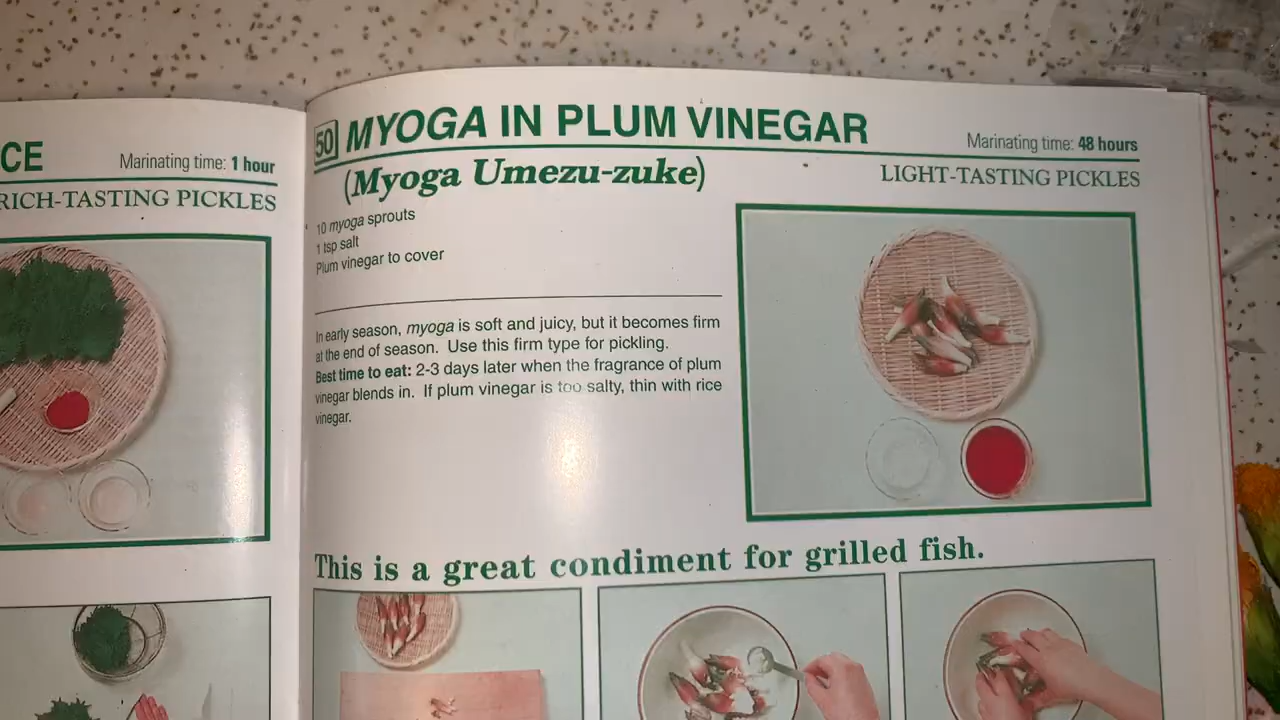 CE
Marinating time: 1 hour
RICH-TASTING PICKLES
50 MYOGA IN PLUM VINEGAR
Marinating time: 48 hours
(Myoga Umezu-zuke)
LIGHT-TASTING PICKLES
10 myoga sprouts
1 tsp salt
Plum vinegar to cover
In early season, myoga is soft and juicy, but it becomes firm
at the end of season. Use this firm type for pickling.
Best time to eat: 2-3 days later when the fragrance of plum
vinegar blends in. If plum vinegar is too salty, thin with rice
vinegar.
This is a great condiment for grilled fish.